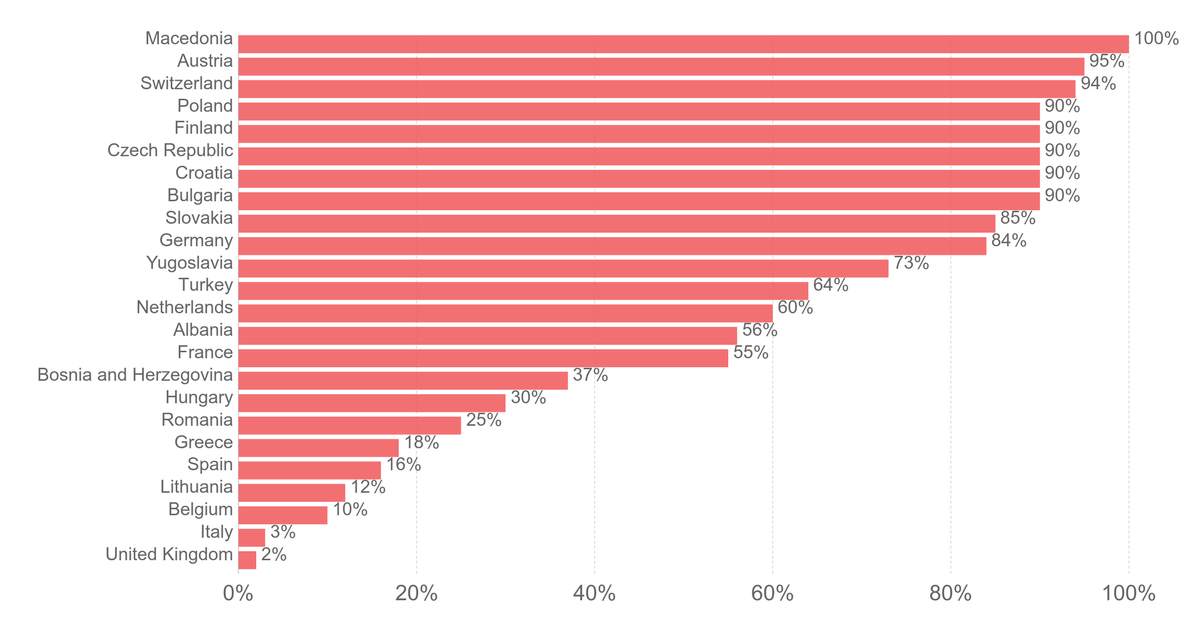 Macedonia 100%
Austria 95%
Switzerland 94%
Poland 90%
Finland 90%
Czech Republic 90%
Croatia 90%
Bulgaria 90%
Slovakia 85%
Germany 84%
Yugoslavia 73%
Turkey 64%
Netherlands 60%
Albania 56%
France 55%
Bosnia and Herzegovina 37%
Hungary 30%
Romania 25%
Greece 18%
Spain 16%
Lithuania 12%
Belgium 10%
Italy 3%
United Kingdom 2%
0% 20% 40% 60% 80% 100%